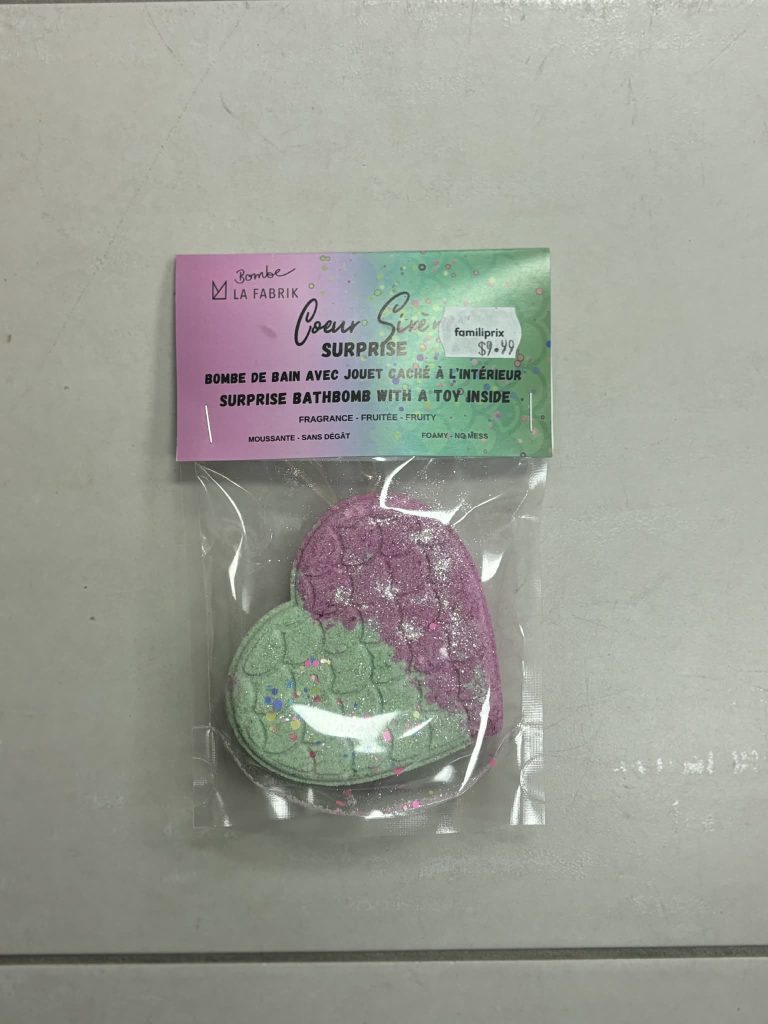 Bombe
LA FABRIK
Coeur
SURPRISE
familiprix
$9.99
BOMBE DE BAIN AVEC JOUET CACHÉ À L'INTÉRIEUR
SURPRISE BATHBOMB WITH A TOY INSIDE
FRAGRANCE - FRUITÉE - FRUITY
MOUSSANTE - SANS DÉGÂT
FOAMY - NO MESS